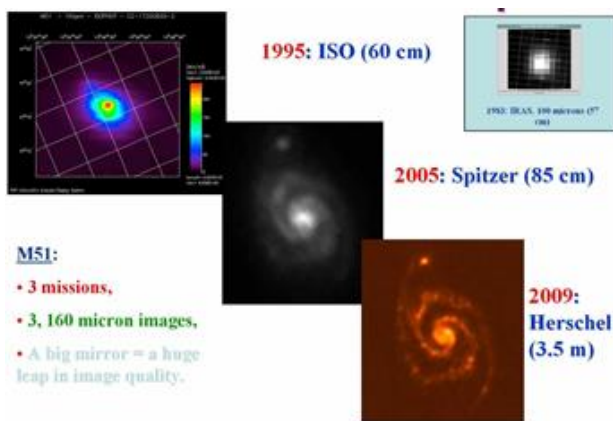 1995: ISO (60 cm)
1983: IRAS, 100 microns (57
cm)
2005: Spitzer (85 cm)
M51:
• 3 missions,
• 3, 160 micron images,
• A big mirror = a huge
leap in image quality.
2009:
Herschel
(3.5 m)